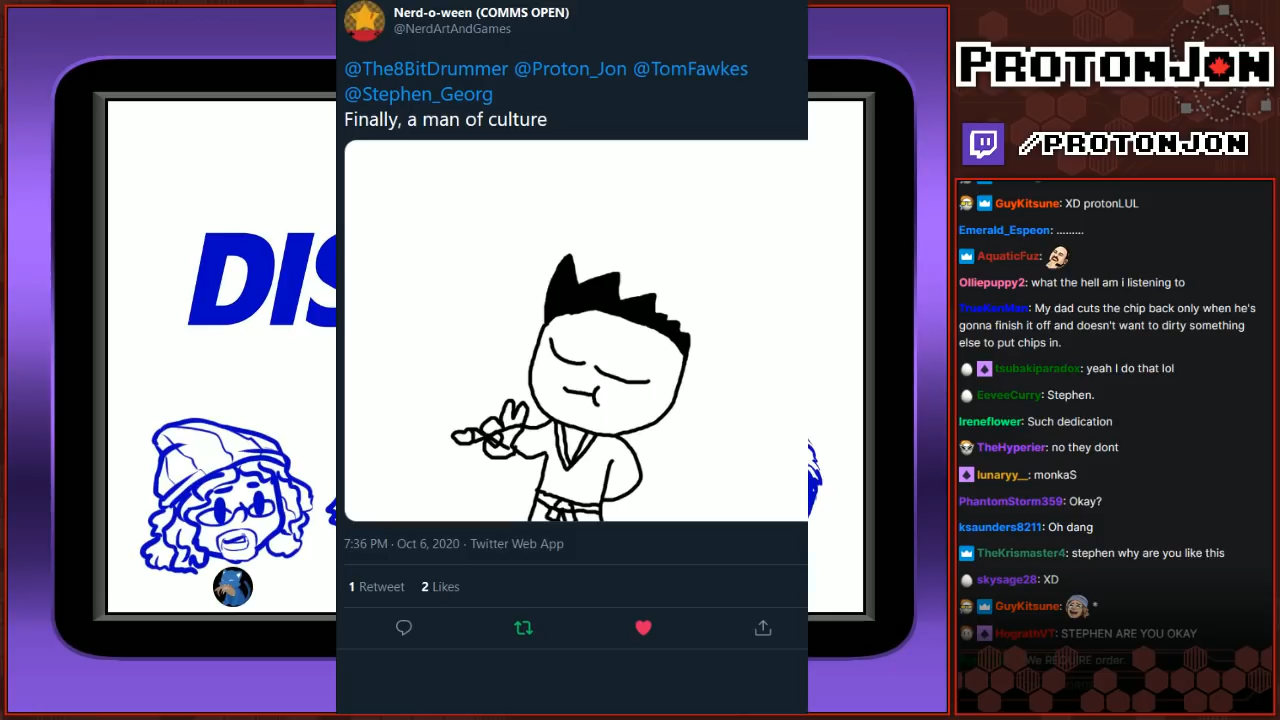 Nerd-o-ween (COMMS OPEN)
@NerdArtAndGames
@The8BitDrummer @Proton_Jon @TomFawkes
@Stephen_Georg
Finally, a man of culture
DIS
7:36 PM · Oct 6, 2020 · Twitter Web App
1 Retweet 2 Likes
PROTONJON
/PROTONJON
GuyKitsune: XD protonLUL
Emerald_Espeon: .........
AquaticFuz:
Olliepuppy2: what the hell am i listening to
TrueKenMan: My dad cuts the chip back only when he's
gonna finish it off and doesn't want to dirty something
else to put chips in.
tsubakiparadox: yeah I do that lol
EeveeCurry: Stephen.
Ireneflower: Such dedication
TheHyperier: no they dont
lunaryy__: monkaS
PhantomStorm359: Okay?
ksaunders8211: Oh dang
TheKrismaster4: stephen why are you like this
skysage28: XD
GuyKitsune: *
HograthVT: STEPHEN ARE YOU OKAY
We REQUIRE order.